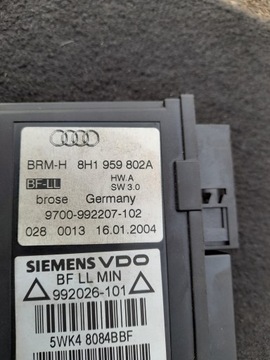 BRM-H 8H1 959 802A
BF-LL HW.A
SW 3.0
brose Germany
9700-992207-102
028 0013 16.01.2004
SIEMENS VDO
BF LL MIN
992026-101
5WK4 8084BBF